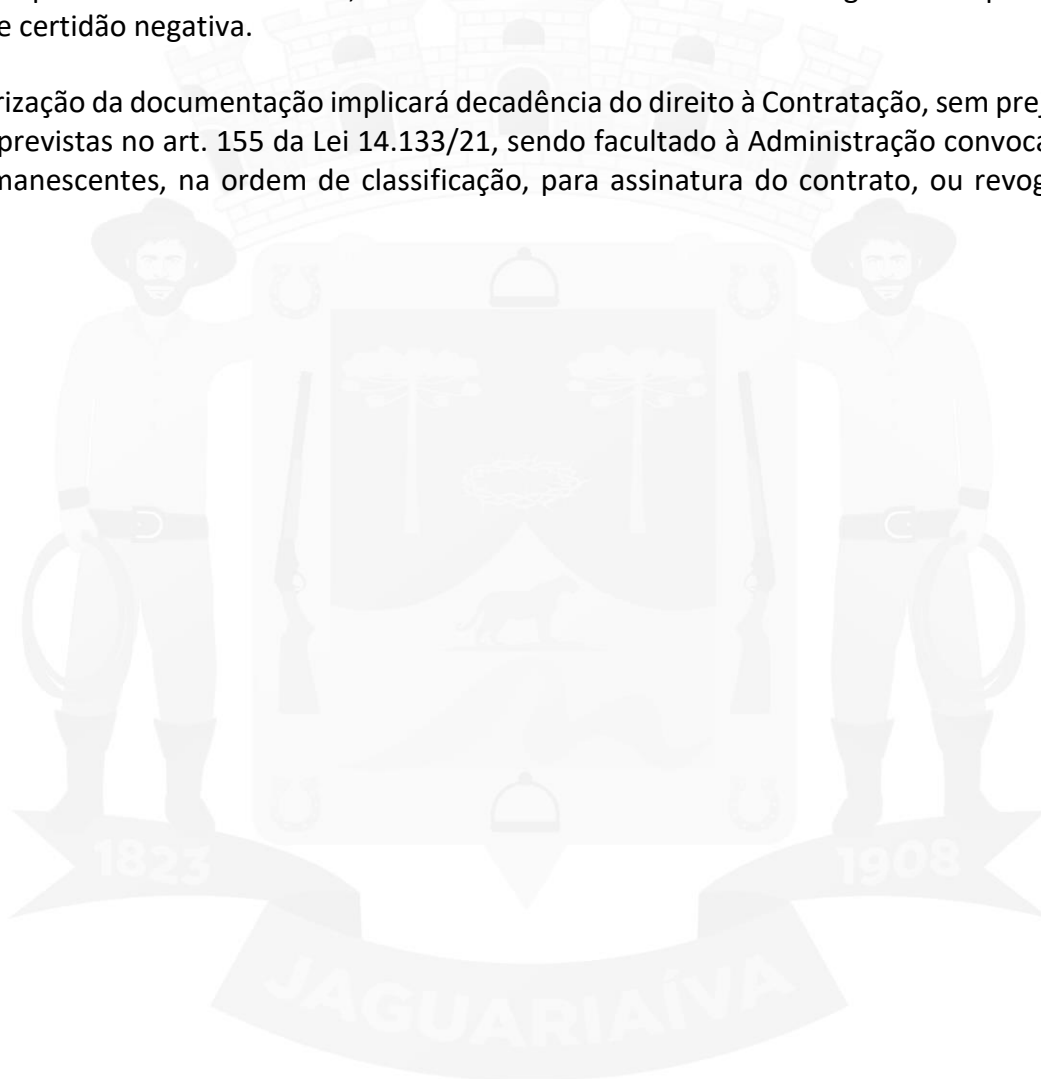 e certidão negativa.
rização da documentação implicará decadência do direito à Contratação, sem prej
previstas no art. 155 da Lei 14.133/21, sendo facultado à Administração convoca
manescentes, na ordem de classificação, para assinatura do contrato, ou revog
1823
1908
JAGUARIAÍVA